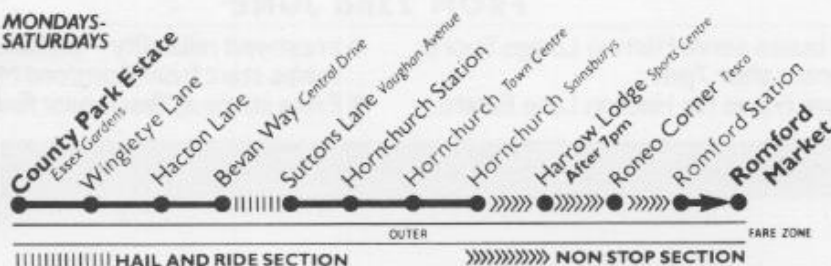 MONDAYS-
SATURDAYS
County Park Estate
Essex Gardens
Wingletye Lane
Hacton Lane
Bevan Way Central Drive
Suttons Lane Vaughan Avenue
Hornchurch Station
Hornchurch Town Centre
Hornchurch Sainsburys
Harrow Lodge Sports Centre
After 7pm
Roneo Corner Tesco
Romford Station
Romford
Market
OUTER
FARE ZONE
HAIL AND RIDE SECTION
NON STOP SECTION